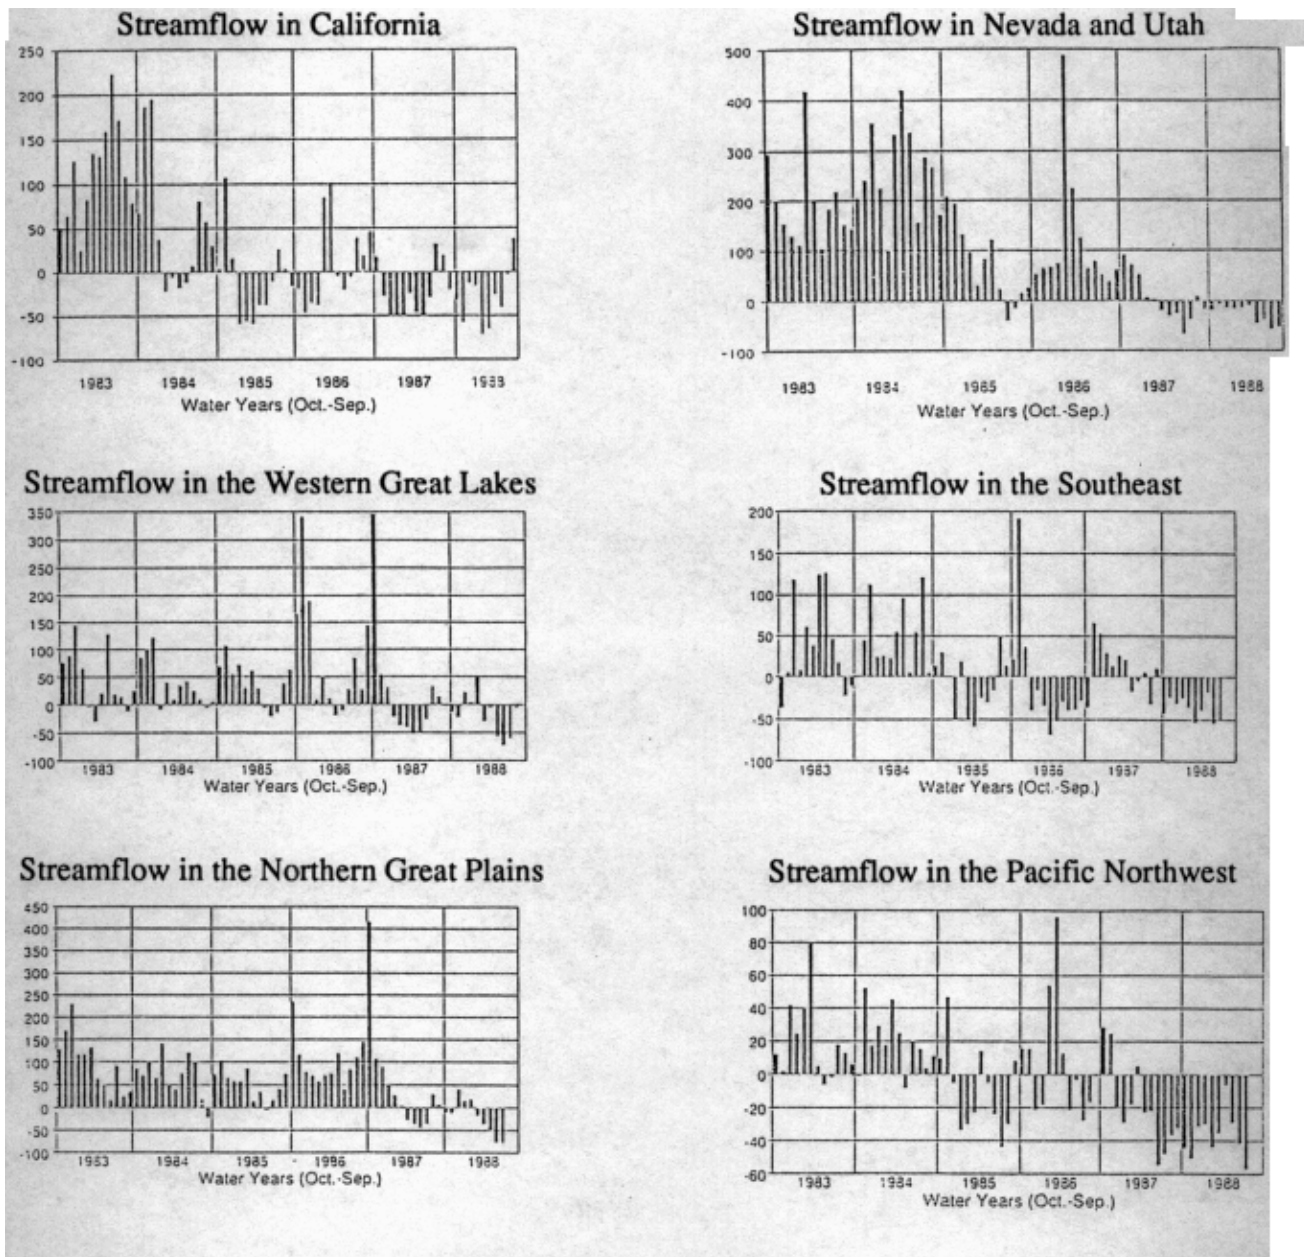 Streamflow in California
250
200
150
100
50
0
-50
-100
1983 1984 1985 1986 1987 1988
Water Years (Oct.-Sep.)
Streamflow in Nevada and Utah
500
400
300
200
100
0
-100
1983 1984 1985 1986 1987 1988
Water Years (Oct.-Sep.)
Streamflow in the Western Great Lakes
350
300
250
200
150
100
50
0
-50
-100
1983 1984 1985 1986 1987 1988
Water Years (Oct.-Sep.)
Streamflow in the Southeast
200
150
100
50
0
-50
-100
1983 1984 1985 1986 1987 1988
Water Years (Oct.-Sep.)
Streamflow in the Northern Great Plains
450
400
350
300
250
200
150
100
50
0
-50
-100
1983 1984 1985 1986 1987 1988
Water Years (Oct.-Sep.)
Streamflow in the Pacific Northwest
100
80
60
40
20
0
-20
-40
-60
1983 1984 1985 1986 1987 1988
Water Years (Oct.-Sep.)